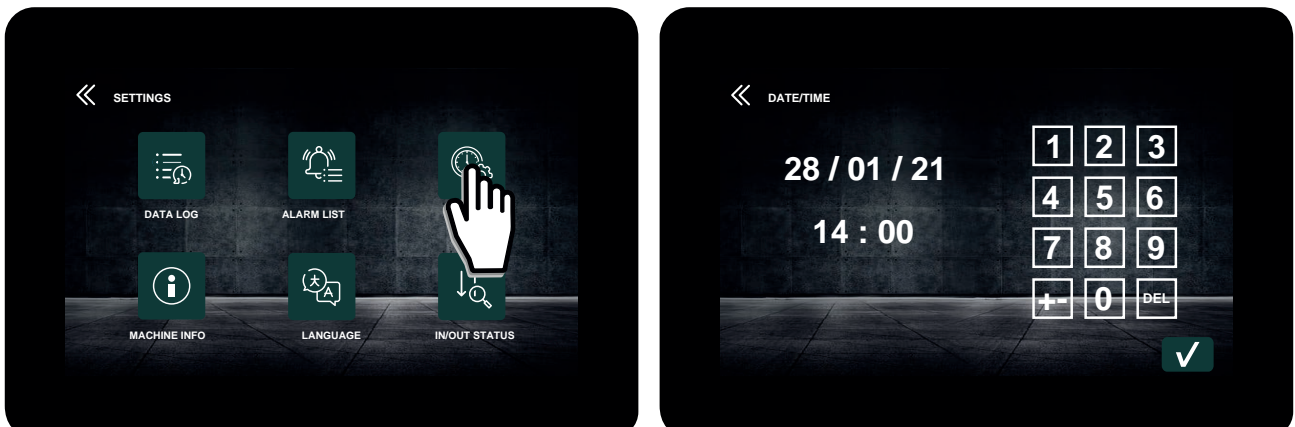 SETTINGS
DATA LOG
ALARM LIST
MACHINE INFO
LANGUAGE
IN/OUT STATUS
DATE/TIME
28 / 01 / 21
14 : 00
1 2 3
4 5 6
7 8 9
+- 0 DEL